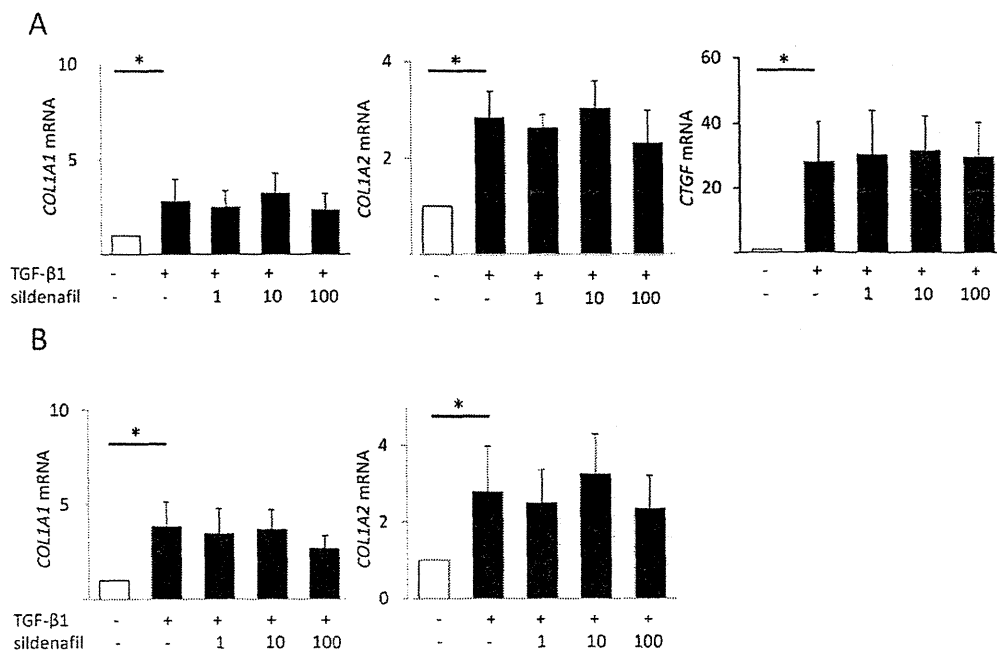 A
*
10
5
COL1A1 mRNA
TGF-β1 - + + + +
sildenafil - - 1 10 100
*
4
2
COL1A2 mRNA
- + + + +
- - 1 10 100
*
60
40
20
CTGF mRNA
- + + + +
- - 1 10 100
B
*
10
5
COL1A1 mRNA
TGF-β1 - + + + +
sildenafil - - 1 10 100
*
4
2
0
COL1A2 mRNA
- + + + +
- - 1 10 100